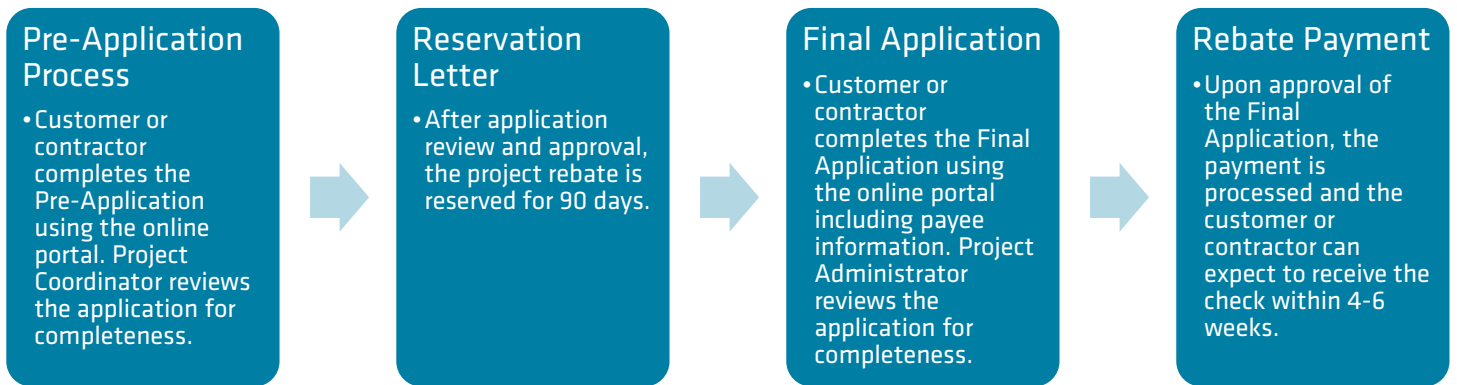 Pre-Application
Process
•Customer or
contractor
completes the
Pre-Application
using the online
portal. Project
Coordinator reviews
the application for
completeness.
Reservation
Letter
•After application
review and approval,
the project rebate is
reserved for 90 days.
Final Application
•Customer or
contractor
completes the Final
Application using
the online portal
including payee
information. Project
Administrator
reviews the
application for
completeness.
Rebate Payment
•Upon approval of
the Final
Application, the
payment is
processed and the
customer or
contractor can
expect to receive the
check within 4-6
weeks.